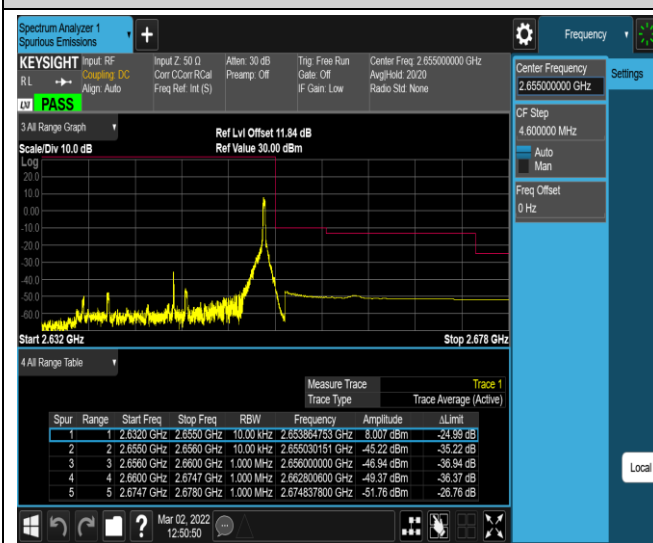 Spectrum Analyzer 1
Spurious Emissions
Frequency
KEYSIGHT Input: RF Input Z: 50 Ω Atten: 30 dB Trig: Free Run Center Freq: 2.655000000 GHz
RL Coupling: DC Corr CCorr RCal Preamp: Off Gate: Off Avg|Hold: 20/20
Align: Auto Freq Ref: Int (S) IF Gain: Low Radio Std: None
PASS
Center Frequency
2.655000000 GHz
Settings
CF Step
4.600000 MHz
Auto
Man
Freq Offset
0 Hz
3 All Range Graph
Ref Lvl Offset 11.84 dB
Scale/Div 10.0 dB Ref Value 30.00 dBm
Log
20.0
10.0
0.00
-10.0
-20.0
-30.0
-40.0
-50.0
-60.0
Start 2.632 GHz Stop 2.678 GHz
4 All Range Table
Measure Trace Trace 1
Trace Type Trace Average (Active)
Spur Range Start Freq Stop Freq RBW Frequency Amplitude ΔLimit
1 1 2.6320 GHz 2.6550 GHz 10.00 kHz 2.653864753 GHz 8.007 dBm -24.99 dB
2 2 2.6550 GHz 2.6560 GHz 10.00 kHz 2.655030151 GHz -45.22 dBm -35.22 dB
3 3 2.6560 GHz 2.6600 GHz 1.000 MHz 2.656000000 GHz -46.94 dBm -36.94 dB
4 4 2.6600 GHz 2.6747 GHz 1.000 MHz 2.662800600 GHz -49.37 dBm -36.37 dB
5 5 2.6747 GHz 2.6780 GHz 1.000 MHz 2.674837800 GHz -51.76 dBm -26.76 dB
Local
Mar 02, 2022
12:50:50